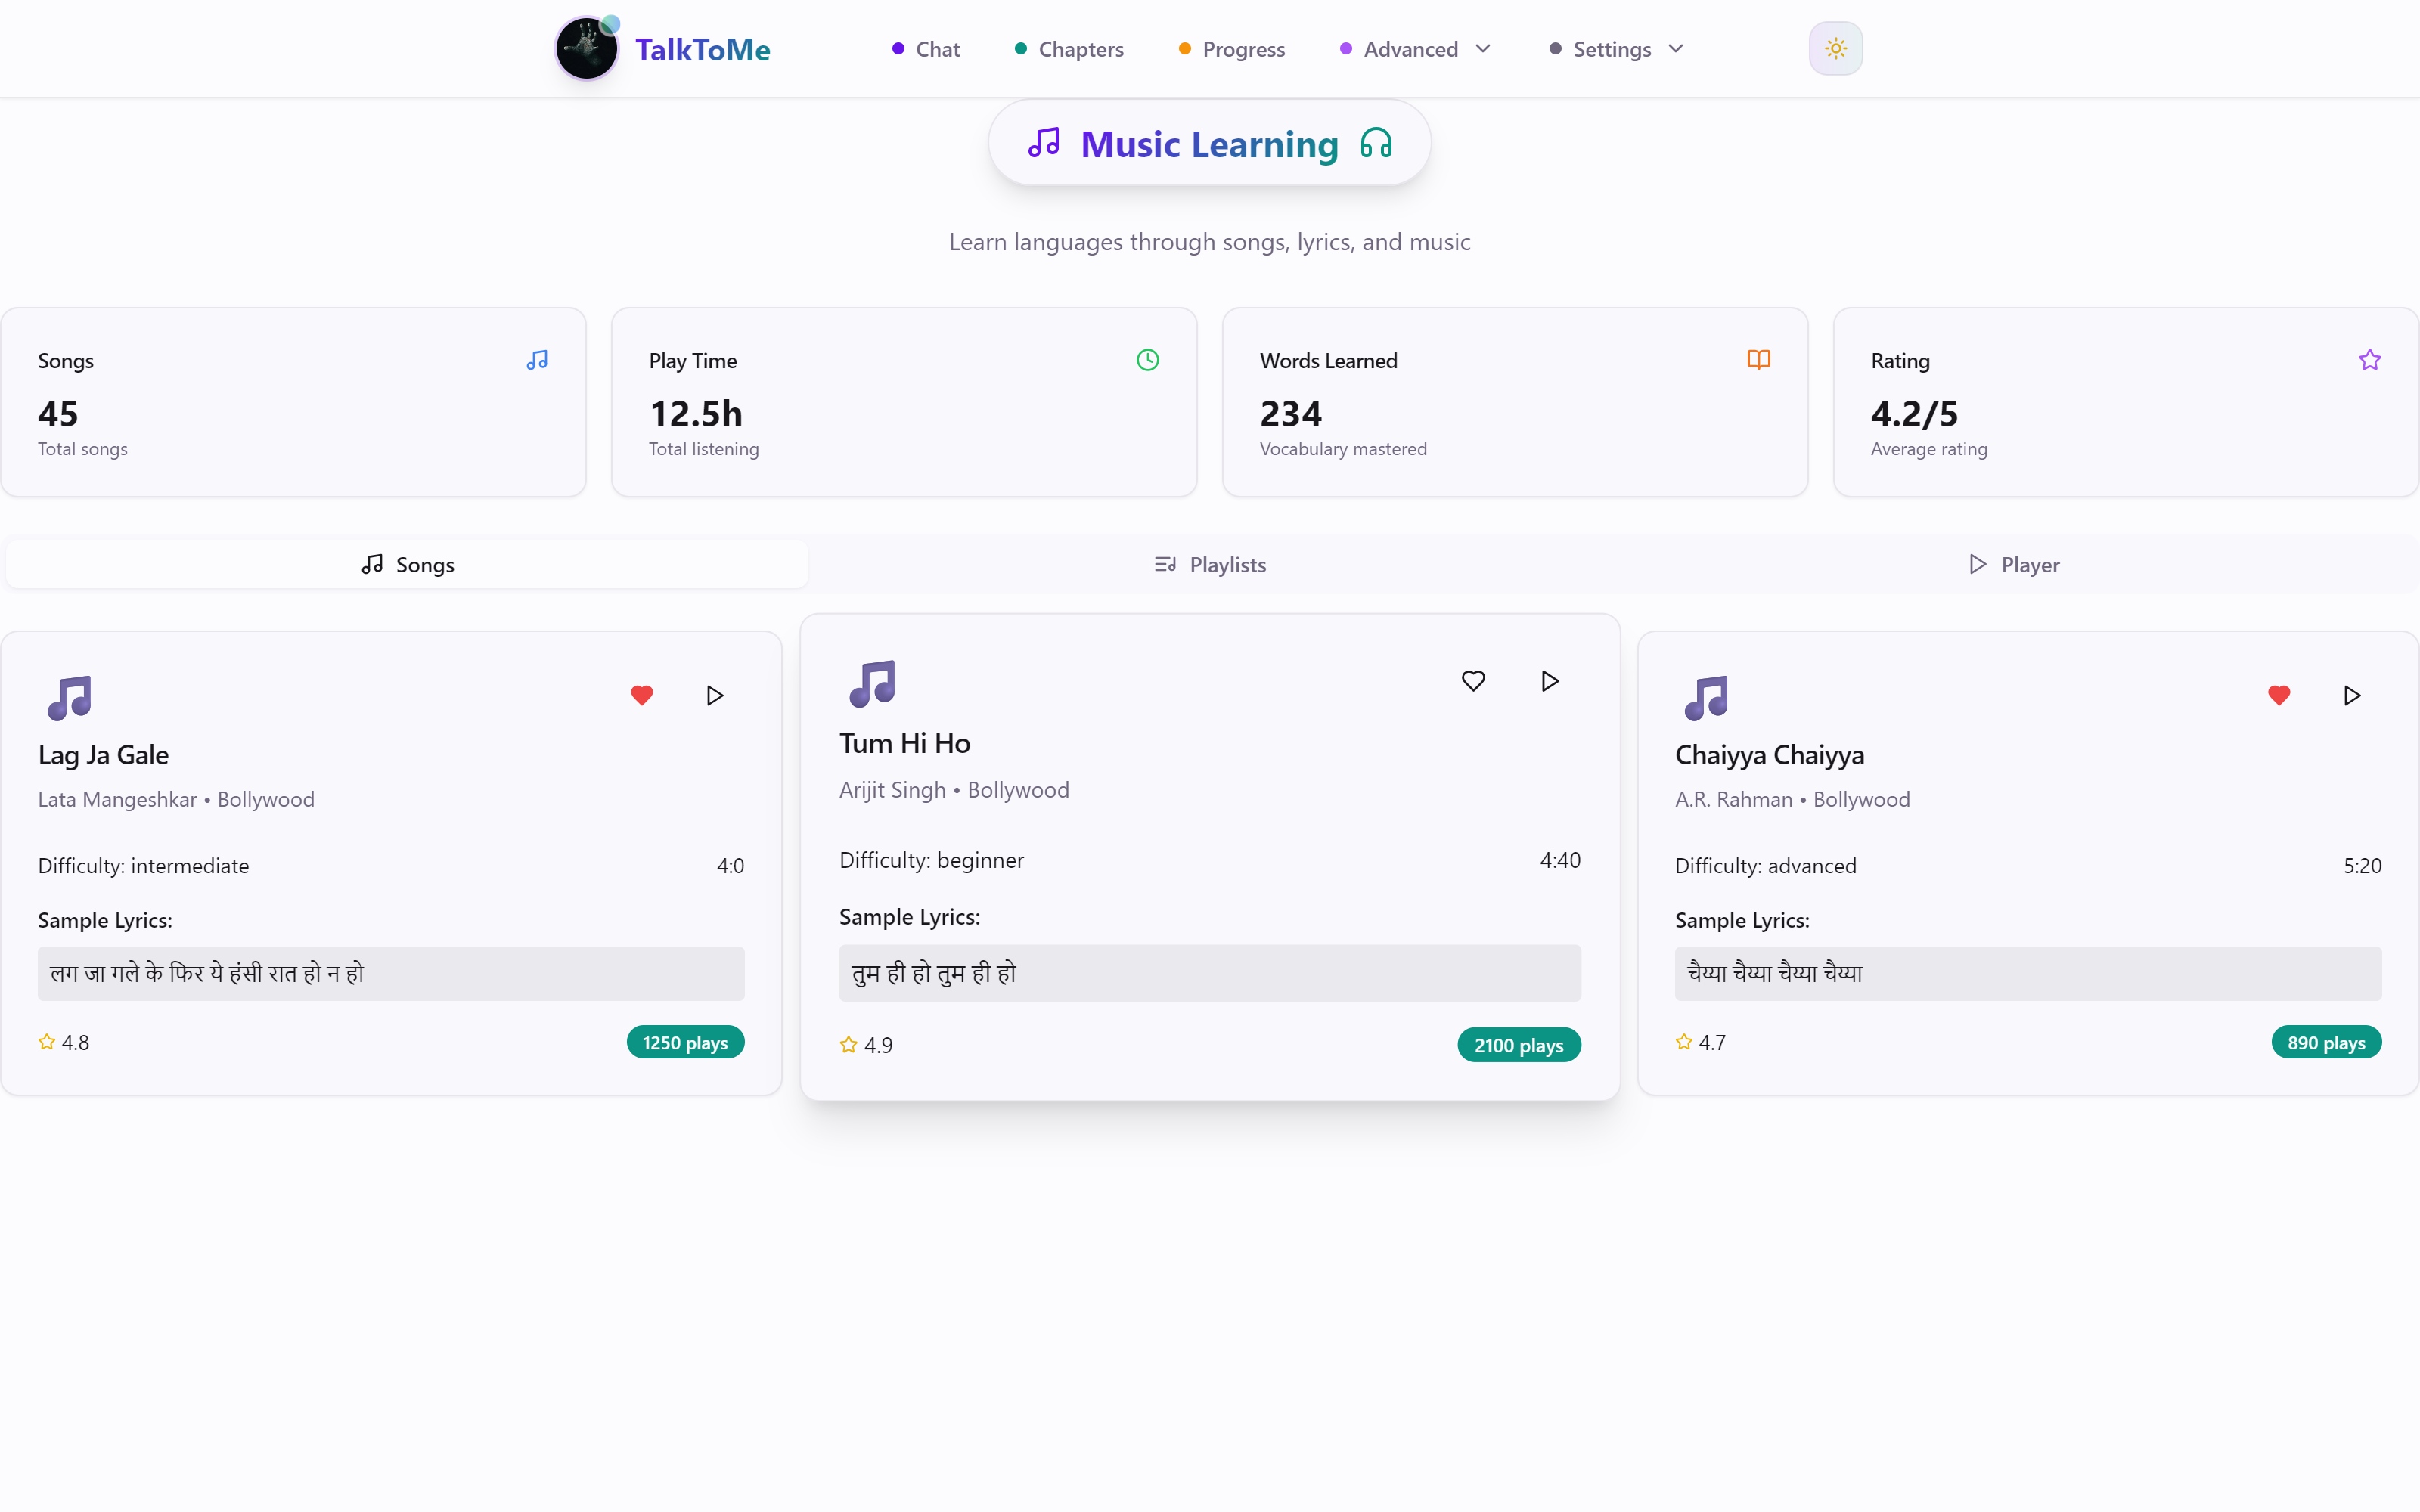 TalkToMe
Chat
Chapters
Progress
Advanced
Settings
Music Learning
Learn languages through songs, lyrics, and music
Songs
45
Total songs
Play Time
12.5h
Total listening
Words Learned
234
Vocabulary mastered
Rating
4.2/5
Average rating
Songs
Playlists
Player
Lag Ja Gale
Lata Mangeshkar • Bollywood
Difficulty: intermediate 4:0
Sample Lyrics:
लग जा गले के फिर ये हंसी रात हो न हो
4.8 1250 plays
Tum Hi Ho
Arijit Singh • Bollywood
Difficulty: beginner 4:40
Sample Lyrics:
तुम ही हो तुम ही हो
4.9 2100 plays
Chaiyya Chaiyya
A.R. Rahman • Bollywood
Difficulty: advanced 5:20
Sample Lyrics:
चैय्या चैय्या चैय्या चैय्या
4.7 890 plays